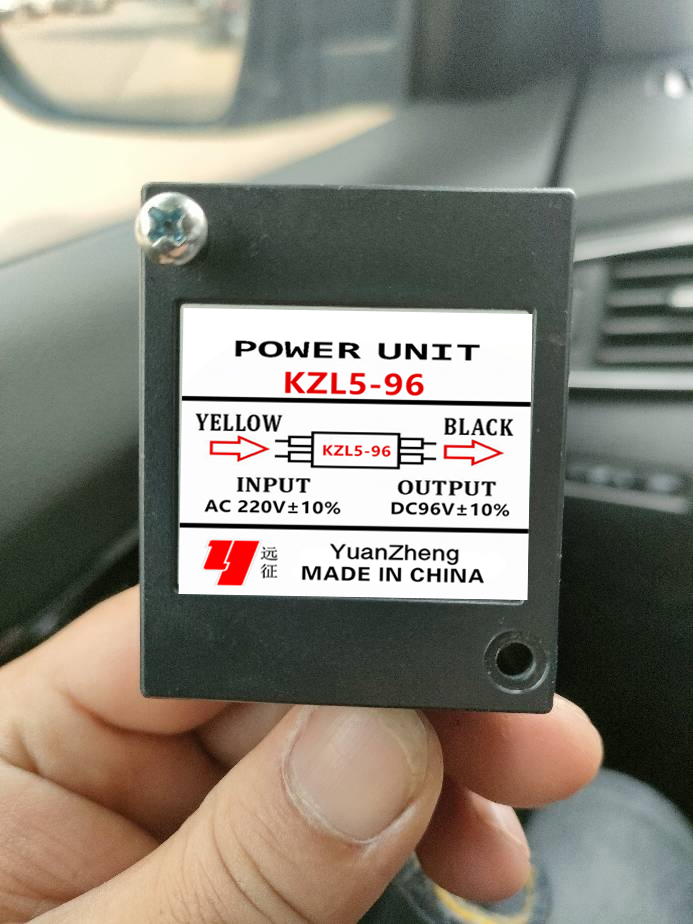 POWER UNIT
KZL5-96
YELLOW
BLACK
KZL5-96
INPUT
OUTPUT
AC 220V±10%
DC96V±10%
远征
YuanZheng
MADE IN CHINA